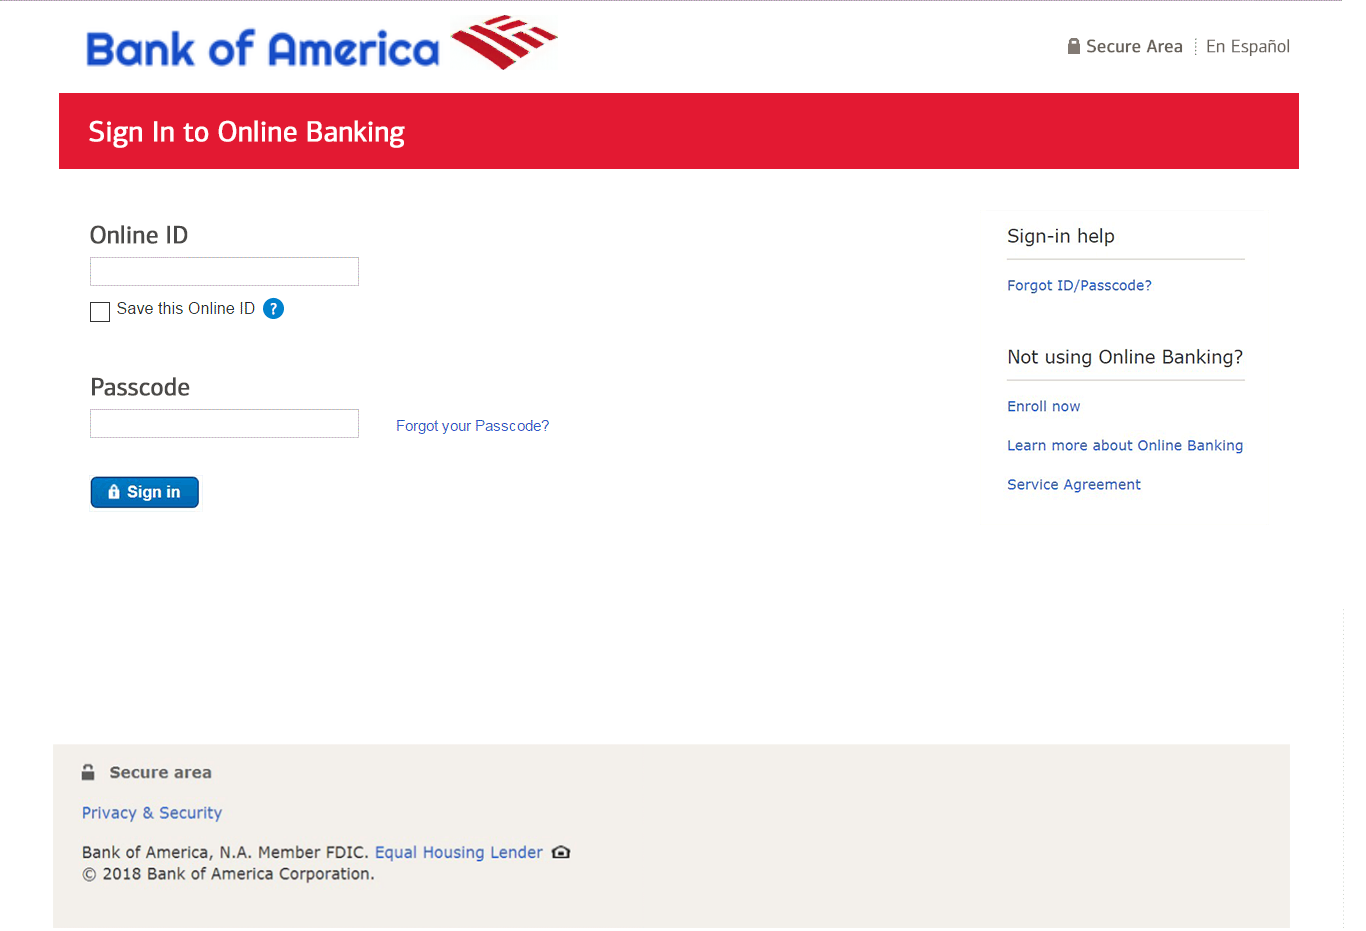 Bank of America
Secure Area
En Español
Sign In to Online Banking
Online ID
Save this Online ID ?
Passcode
Forgot your Passcode?
Sign in
Sign-in help
Forgot ID/Passcode?
Not using Online Banking?
Enroll now
Learn more about Online Banking
Service Agreement
Secure area
Privacy & Security
Bank of America, N.A. Member FDIC. Equal Housing Lender
© 2018 Bank of America Corporation.